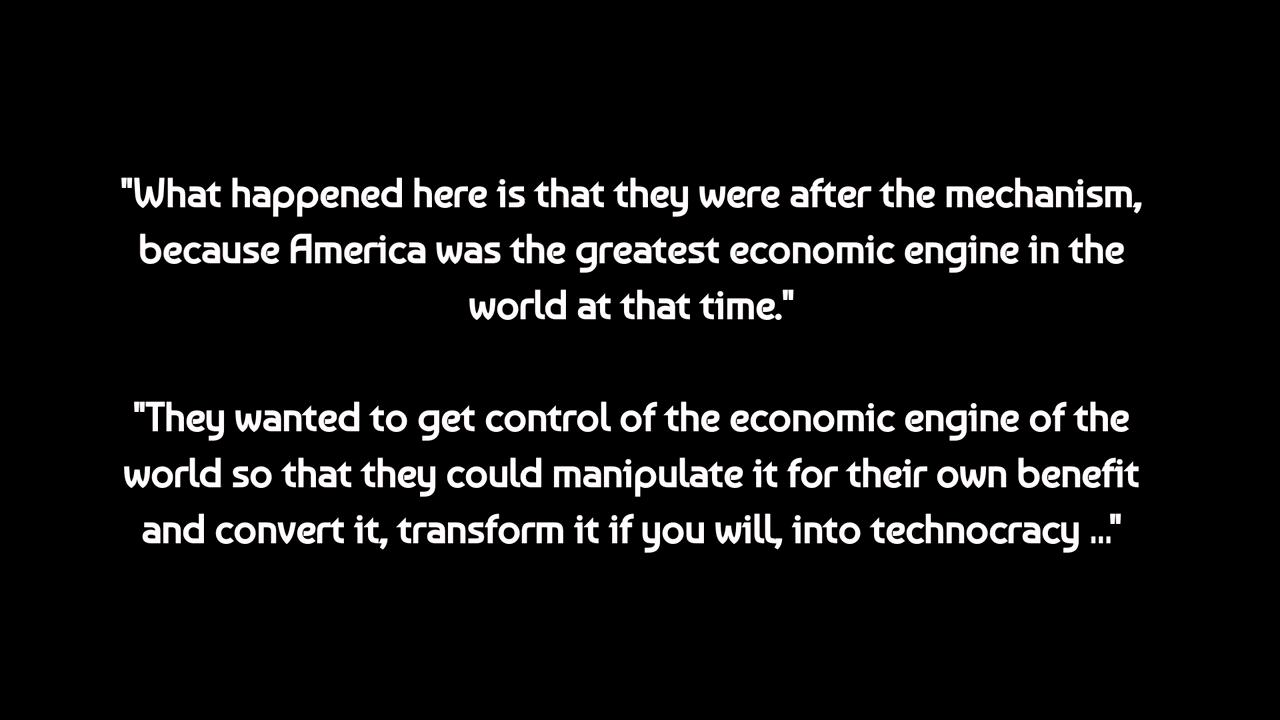 "What happened here is that they were after the mechanism,
because America was the greatest economic engine in the
world at that time."
"They wanted to get control of the economic engine of the
world so that they could manipulate it for their own benefit
and convert it, transform it if you will, into technocracy ..."